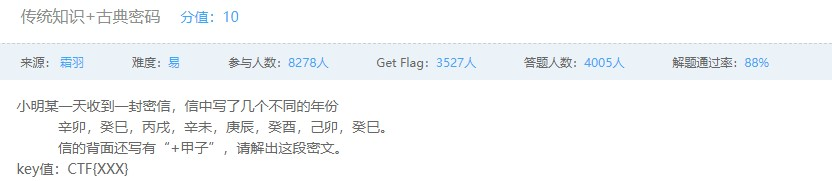 传统知识+古典密码 分值：10
来源：霜羽 难度：易 参与人数：8278人 Get Flag：3527人 答题人数：4005人 解题通过率：88%
小明某一天收到一封密信，信中写了几个不同的年份
辛卯，癸巳，丙戌，辛未，庚辰，癸酉，己卯，癸巳。
信的背面还写有“+甲子”，请解出这段密文。
key值：CTF{XXX}